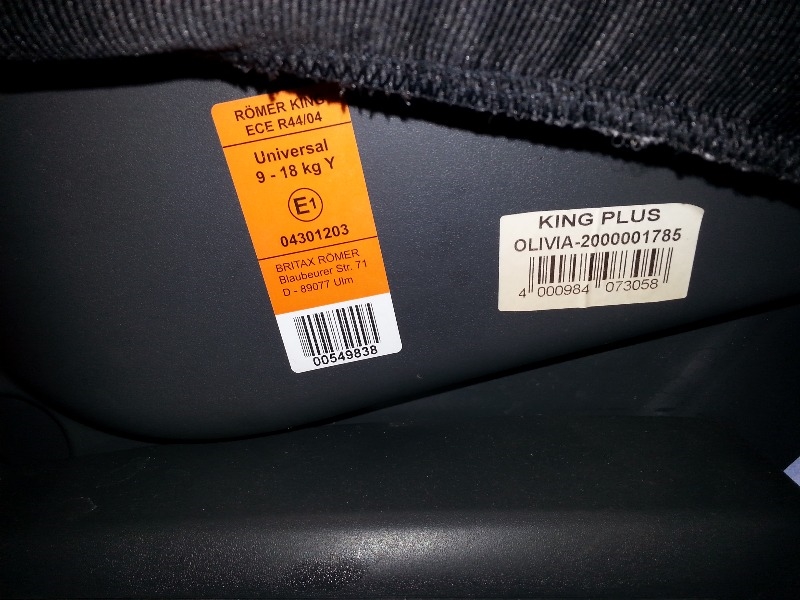 RÖMER KING
ECE R44/04
Universal
9 - 18 kg Y
E1
04301203
BRITAX RÖMER
Blaubeurer Str. 71
D - 89077 Ulm
00549838
KING PLUS
OLIVIA-2000001785
4 000984 073058